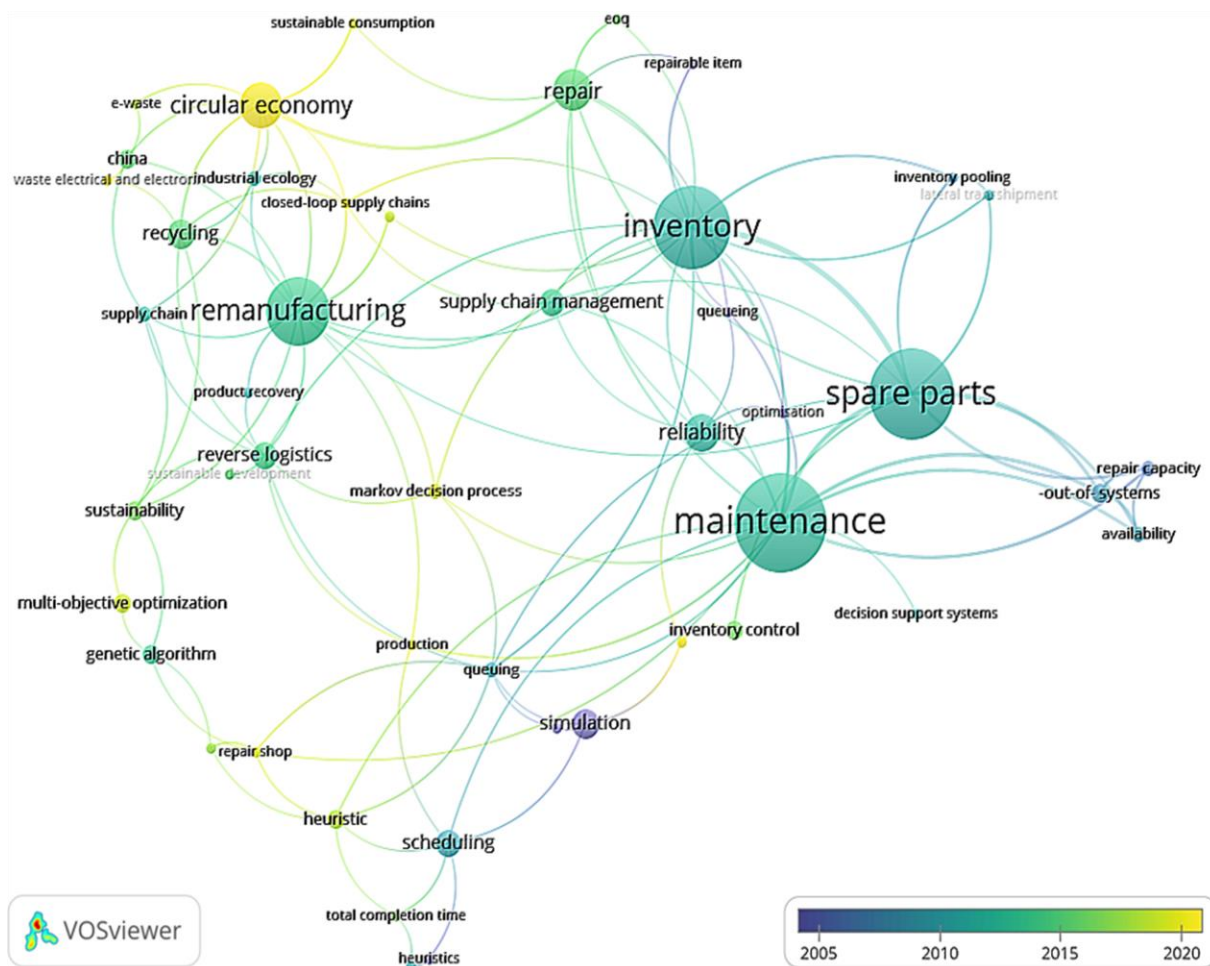 sustainable consumption
eoq
repairable item
repair
e-waste
circular economy
china
waste electrical and electroni
industrial ecology
inventory pooling
lateral transshipment
closed-loop supply chains
recycling
inventory
supply chain
remanufacturing
supply chain management
queueing
product recovery
spare parts
optimisation
reliability
reverse logistics
sustainable development
markov decision process
repair capacity
-out-of- systems
sustainability
maintenance
availability
multi-objective optimization
decision support systems
inventory control
genetic algorithm
production
queuing
simulation
repair shop
heuristic
scheduling
total completion time
heuristics
VOSviewer
2005
2010
2015
2020